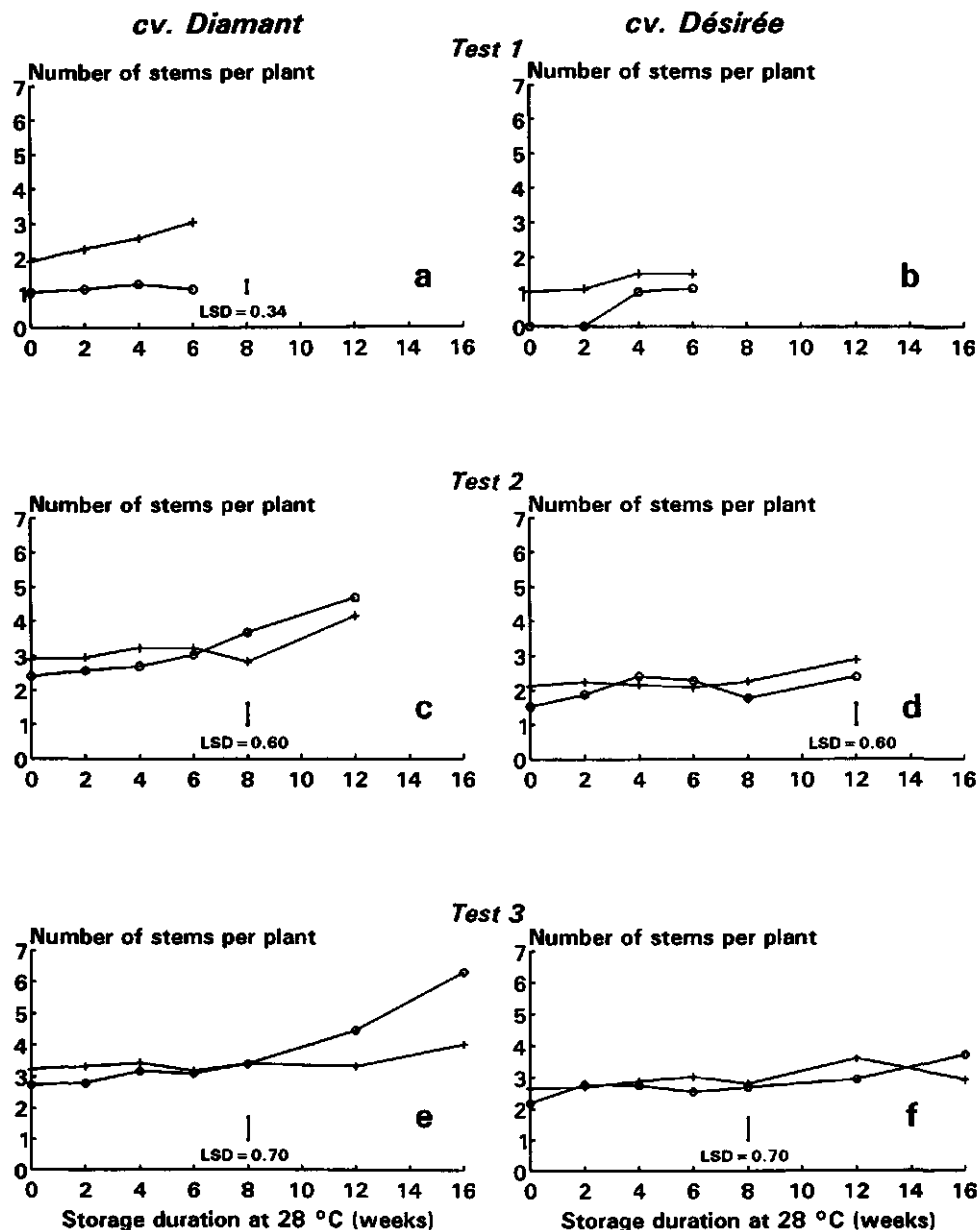 cv. Diamant
cv. Désirée
Test 1
Number of stems per plant
7
6
5
4
3
2
1
0
a
LSD = 0.34
0 2 4 6 8 10 12 14 16
Number of stems per plant
7
6
5
4
3
2
1
0
b
0 2 4 6 8 10 12 14 16
Test 2
Number of stems per plant
7
6
5
4
3
2
1
0
c
LSD = 0.60
0 2 4 6 8 10 12 14 16
Number of stems per plant
7
6
5
4
3
2
1
0
d
LSD = 0.60
0 2 4 6 8 10 12 14 16
Test 3
Number of stems per plant
7
6
5
4
3
2
1
0
e
LSD = 0.70
0 2 4 6 8 10 12 14 16
Storage duration at 28 °C (weeks)
Number of stems per plant
7
6
5
4
3
2
1
0
f
LSD = 0.70
0 2 4 6 8 10 12 14 16
Storage duration at 28 °C (weeks)